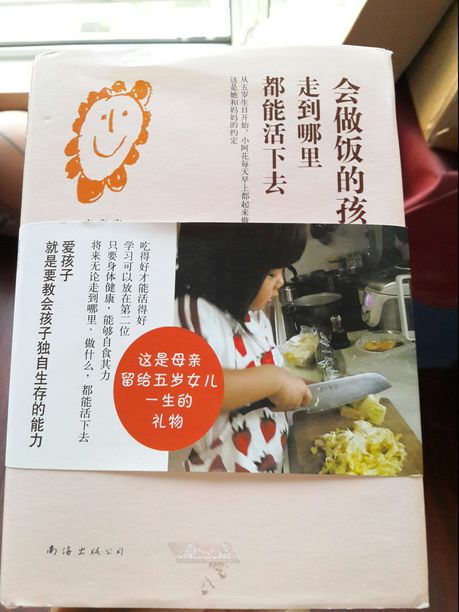 会做饭的孩
走到哪里
都能活下去
从五岁生日开始，小阿花每天早上都起来做
这是她和妈妈的约定
吃得好才能活得好
学习可以放在第二位
只要身体健康，能够自食其力
将来无论走到哪里、做什么，都能活下去
爱孩子
就是要教会孩子独自生存的能力
这是母亲
留给五岁女儿
一生的
礼物
南海出版公司